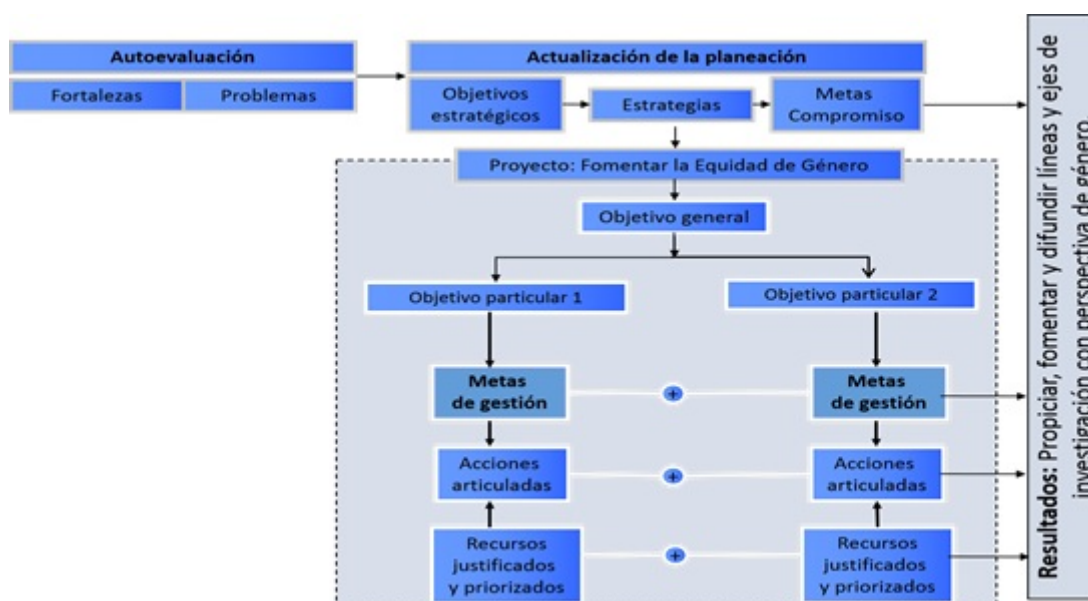 Autoevaluación
Fortalezas
Problemas
Actualización de la planeación
Objetivos
estratégicos
Estrategias
Metas
Compromiso
Proyecto: Fomentar la Equidad de Género
Objetivo general
Objetivo particular 1
Objetivo particular 2
Metas
de gestión
+
Metas
de gestión
Acciones
articuladas
+
Acciones
articuladas
Recursos
justificados
y priorizados
+
Recursos
justificados
y priorizados
Resultados: Propiciar, fomentar y difundir líneas y ejes de
investigación con perspectiva de género